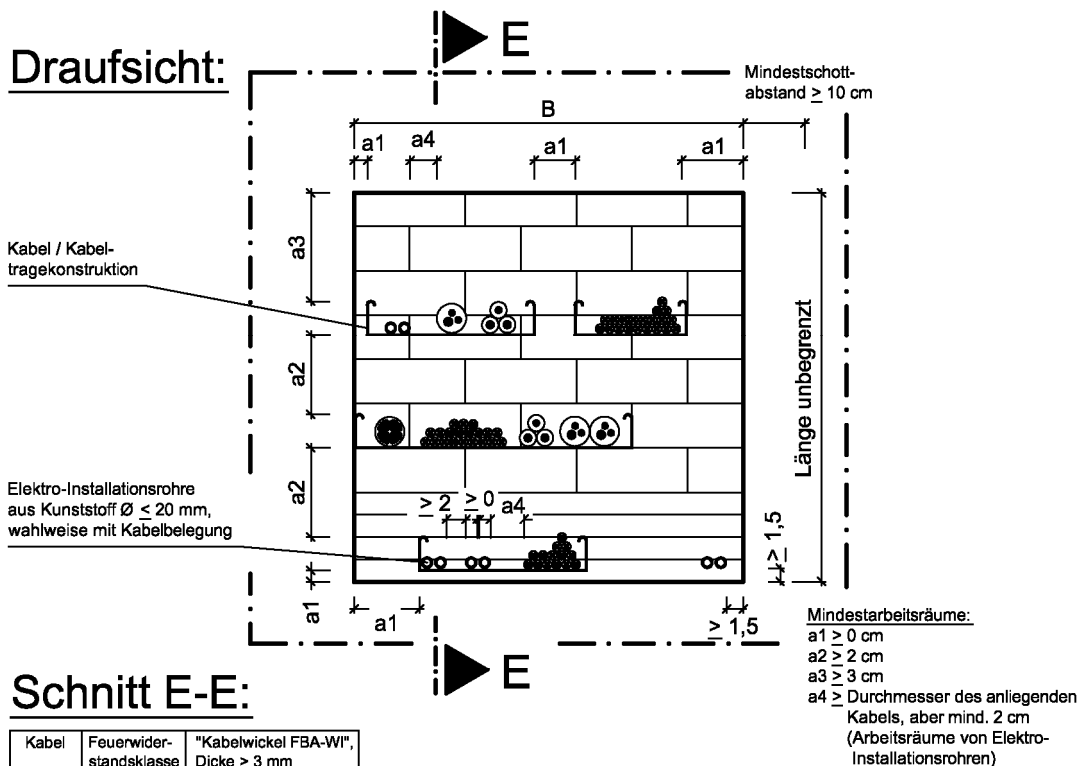 E
Draufsicht:
Mindestschott-
abstand ≥ 10 cm
B
a1
a4
a1
a1
a3
Kabel / Kabel-
tragekonstruktion
a2
Länge unbegrenzt
a2
Elektro-Installationsrohre
aus Kunststoff Ø ≤ 20 mm,
wahlweise mit Kabelbelegung
≥ 2
≥ 0
a4
≥ 1,5
a1
a1
≥ 1,5
Mindestarbeitsräume:
a1 ≥ 0 cm
a2 ≥ 2 cm
a3 ≥ 3 cm
a4 ≥ Durchmesser des anliegenden
Kabels, aber mind. 2 cm
(Arbeitsräume von Elektro-
Installationsrohren)
E
Schnitt E-E:
Kabel
Feuerwider-
standsklasse
"Kabelwickel FBA-WI",
Dicke > 3 mm